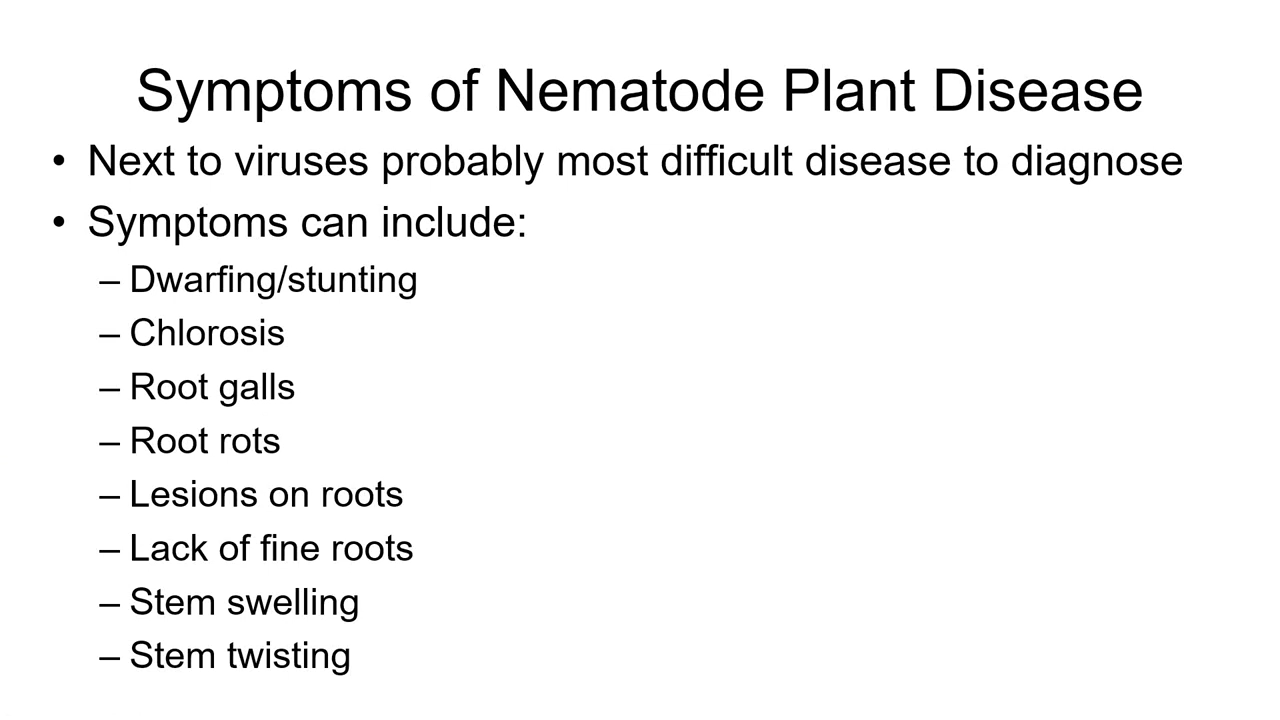 Symptoms of Nematode Plant Disease
• Next to viruses probably most difficult disease to diagnose
• Symptoms can include:
– Dwarfing/stunting
– Chlorosis
– Root galls
– Root rots
– Lesions on roots
– Lack of fine roots
– Stem swelling
– Stem twisting